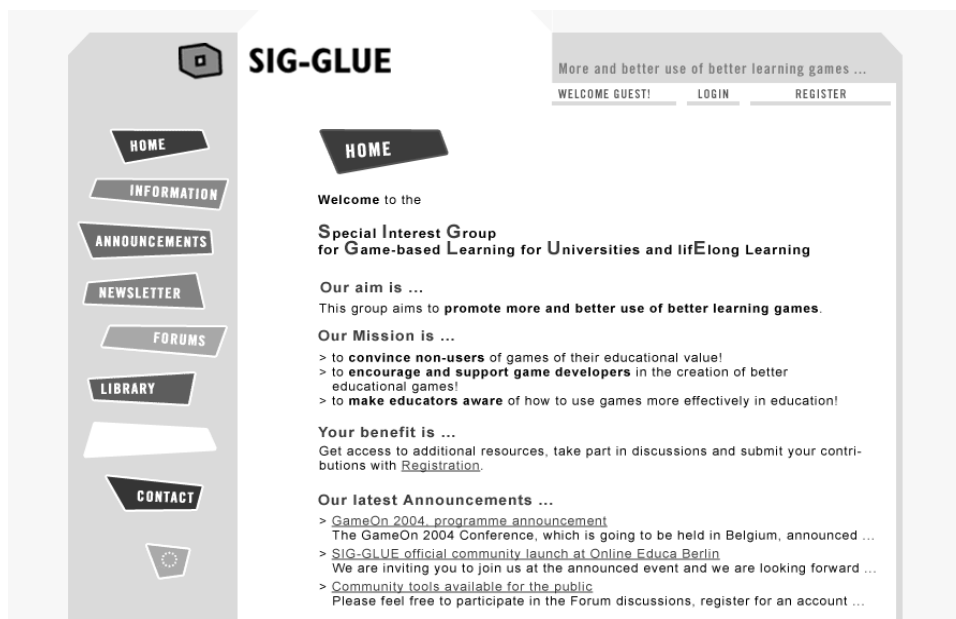 SIG-GLUE
More and better use of better learning games ...
WELCOME GUEST! LOGIN REGISTER
HOME
INFORMATION
ANNOUNCEMENTS
NEWSLETTER
FORUMS
LIBRARY
CONTACT
HOME
Welcome to the
Special Interest Group
for Game-based Learning for Universities and lifElong Learning
Our aim is ...
This group aims to promote more and better use of better learning games.
Our Mission is ...
> to convince non-users of games of their educational value!
> to encourage and support game developers in the creation of better
educational games!
> to make educators aware of how to use games more effectively in education!
Your benefit is ...
Get access to additional resources, take part in discussions and submit your contri-
butions with Registration.
Our latest Announcements ...
> GameOn 2004, programme announcement
The GameOn 2004 Conference, which is going to be held in Belgium, announced ...
> SIG-GLUE official community launch at Online Educa Berlin
We are inviting you to join us at the announced event and we are looking forward ...
> Community tools available for the public
Please feel free to participate in the Forum discussions, register for an account ...